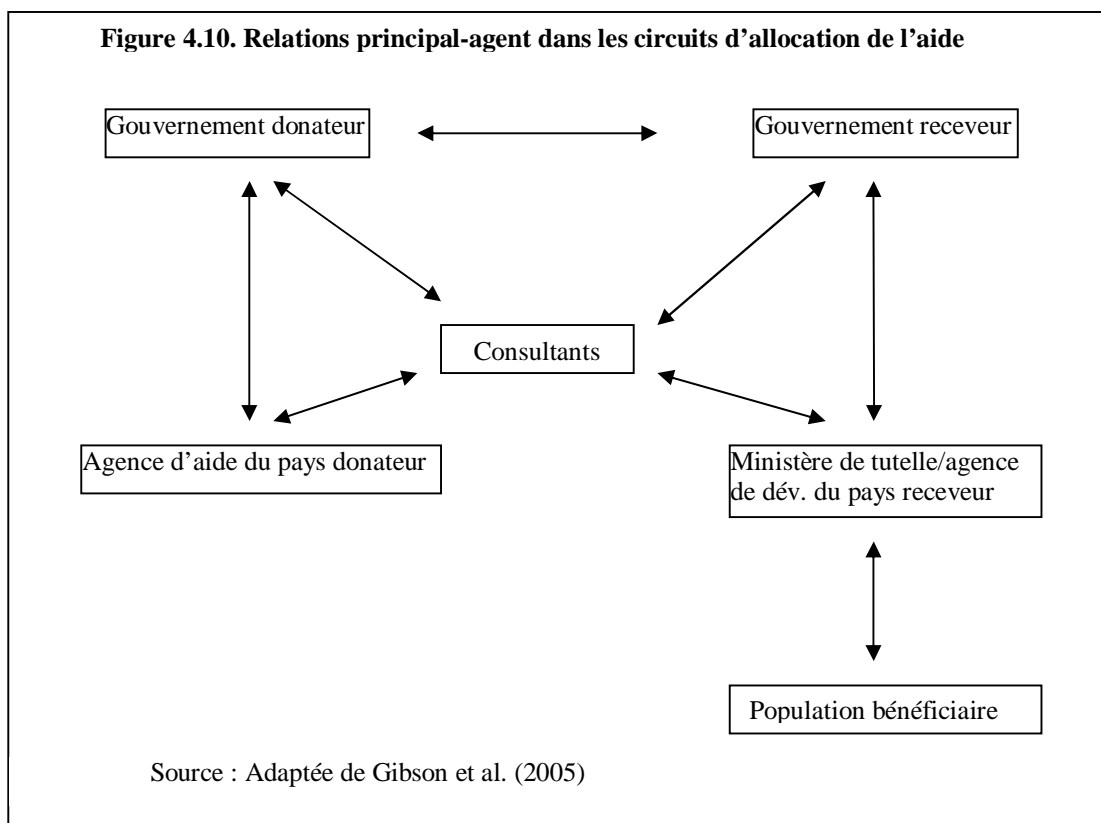 Figure 4.10. Relations principal-agent dans les circuits d’allocation de l’aide
Gouvernement donateur
Gouvernement receveur
Consultants
Agence d’aide du pays donateur
Ministère de tutelle/agence
de dév. du pays receveur
Population bénéficiaire
Source : Adaptée de Gibson et al. (2005)